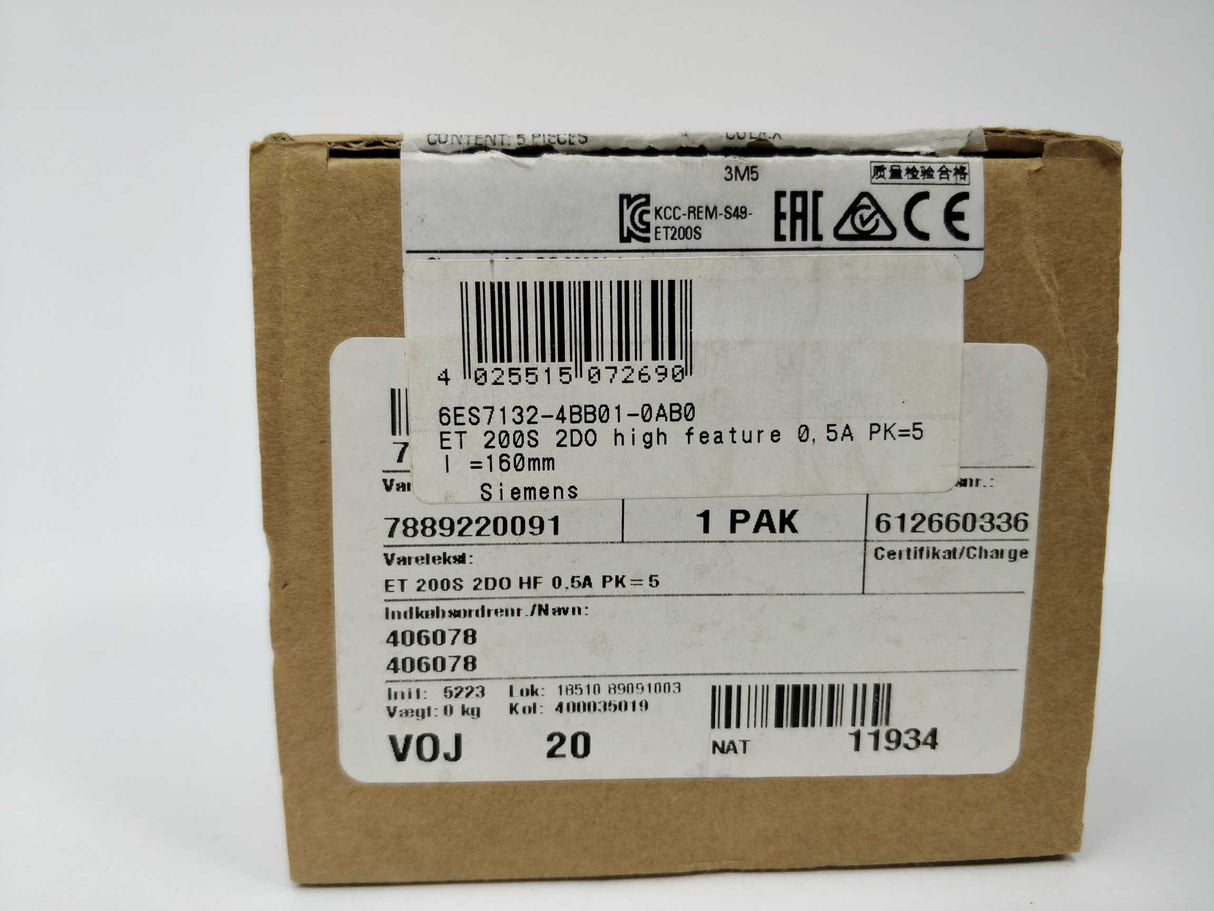 CONTENT: 5 PIECES
3M5
质量检验合格
KCC-REM-S49-
ET200S
EAC
CE
4 025515 072690
6ES7132-4BB01-0AB0
ET 200S 2DO high feature 0,5A PK=5
l =160mm
Siemens
7889220091
1 PAK
612660336
Varetekst:
Certifikat/Charge
ET 200S 2DO HF 0,5A PK=5
Indkøbsordrenr./Navn:
406078
406078
Init: 5223 Lok: 18510 89091003
Vægt: 0 kg Kol: 400035019
VOJ 20
NAT 11934